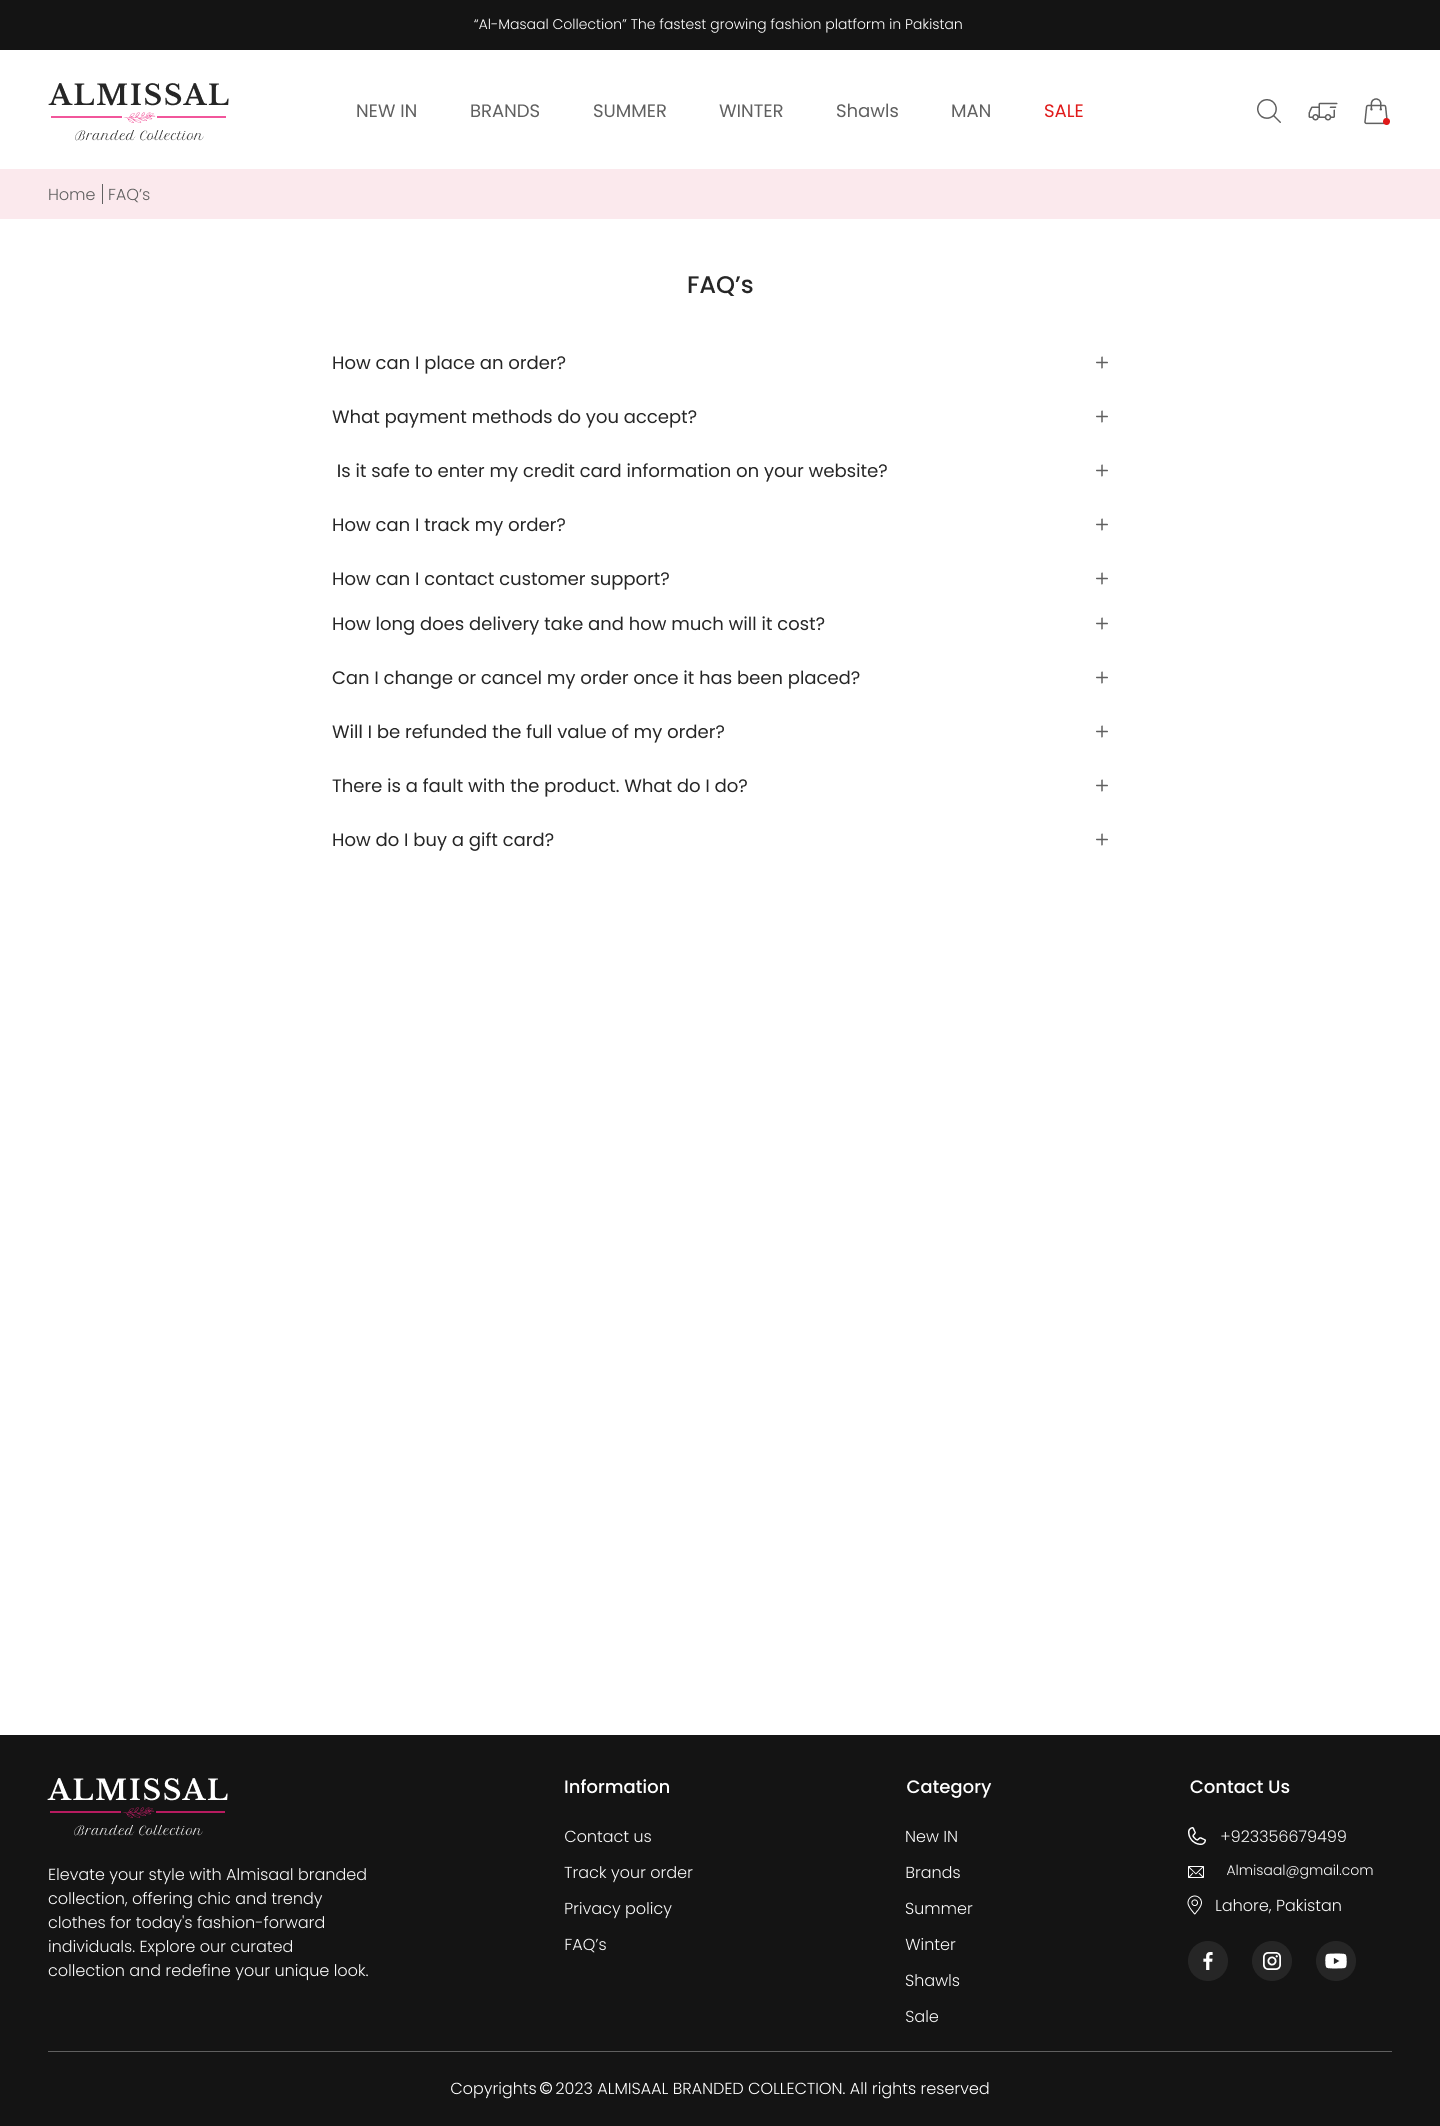 “Al-Masaal Collection” The fastest growing fashion platform in Pakistan
ALMISSAL
Branded Collection
NEW IN BRANDS SUMMER WINTER Shawls MAN SALE
Home FAQ’s
FAQ’s
How can I place an order?
What payment methods do you accept?
Is it safe to enter my credit card information on your website?
How can I track my order?
How can I contact customer support?
How long does delivery take and how much will it cost?
Can I change or cancel my order once it has been placed?
Will I be refunded the full value of my order?
There is a fault with the product. What do I do?
How do I buy a gift card?
ALMISSAL
Branded Collection
Elevate your style with Almisaal branded
collection, offering chic and trendy
clothes for today's fashion-forward
individuals. Explore our curated
collection and redefine your unique look.
Information
Contact us
Track your order
Privacy policy
FAQ’s
Category
New IN
Brands
Summer
Winter
Shawls
Sale
Contact Us
+923356679499
Almisaal@gmail.com
Lahore, Pakistan
Copyrights © 2023 ALMISAAL BRANDED COLLECTION. All rights reserved